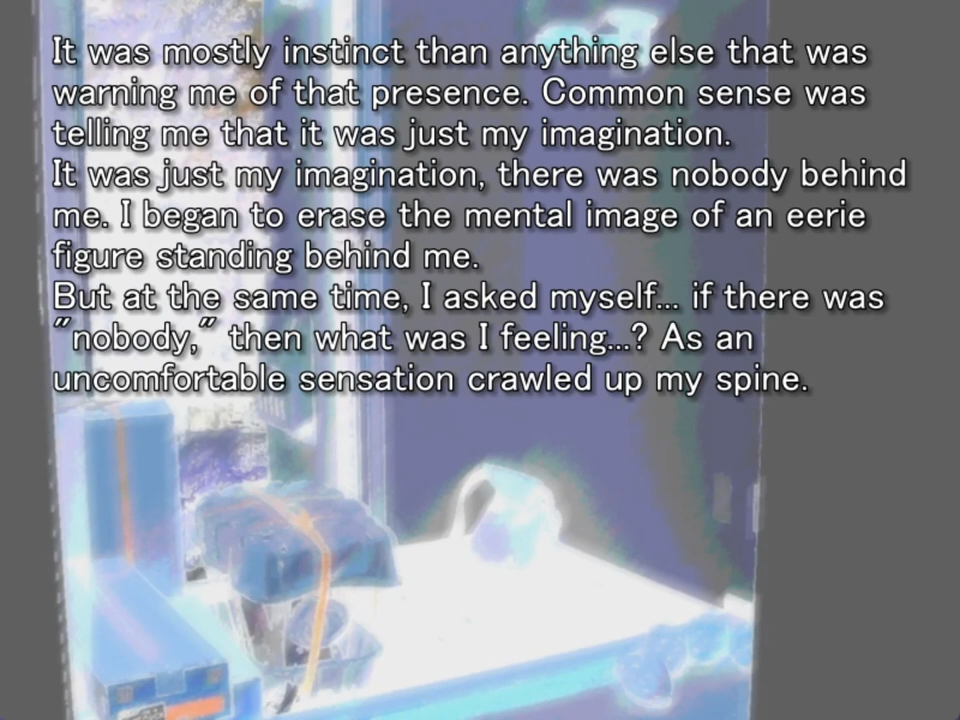 It was mostly instinct than anything else that was
warning me of that presence. Common sense was
telling me that it was just my imagination.
It was just my imagination, there was nobody behind
me. I began to erase the mental image of an eerie
figure standing behind me.
But at the same time, I asked myself... if there was
"nobody," then what was I feeling...? As an
uncomfortable sensation crawled up my spine.